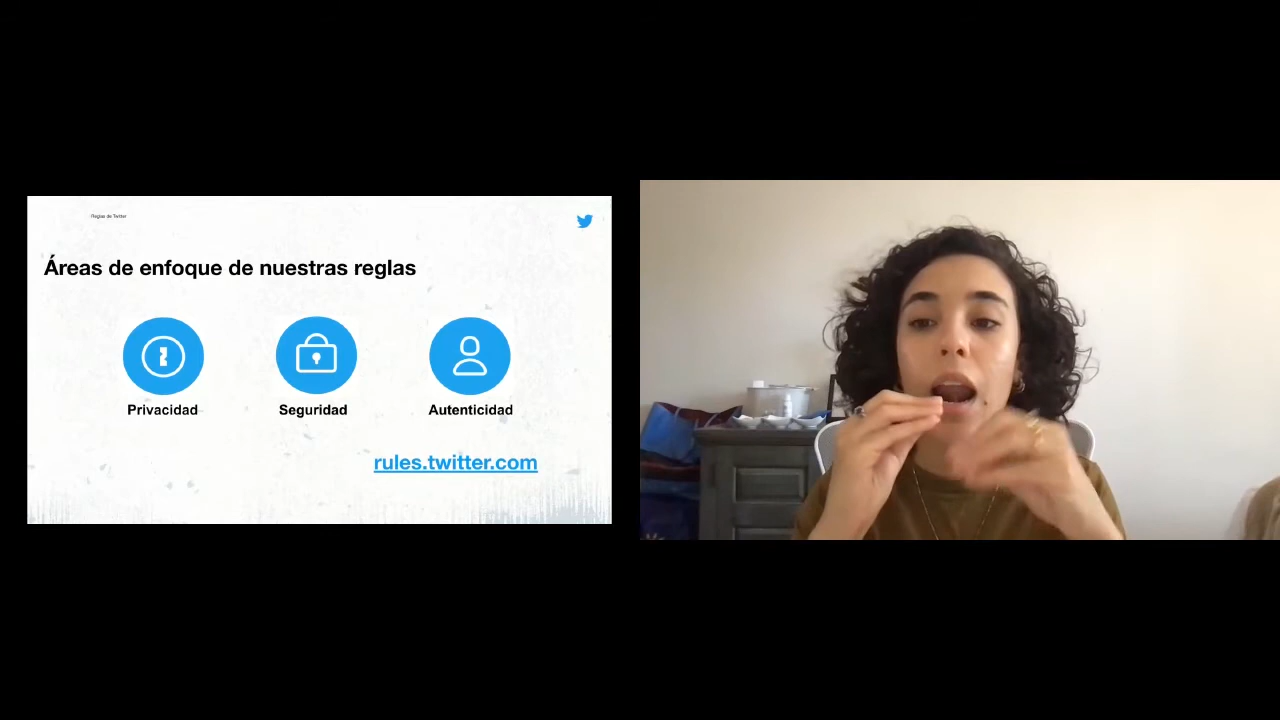 Reglas de Twitter
Áreas de enfoque de nuestras reglas
Privacidad
Seguridad
Autenticidad
rules.twitter.com